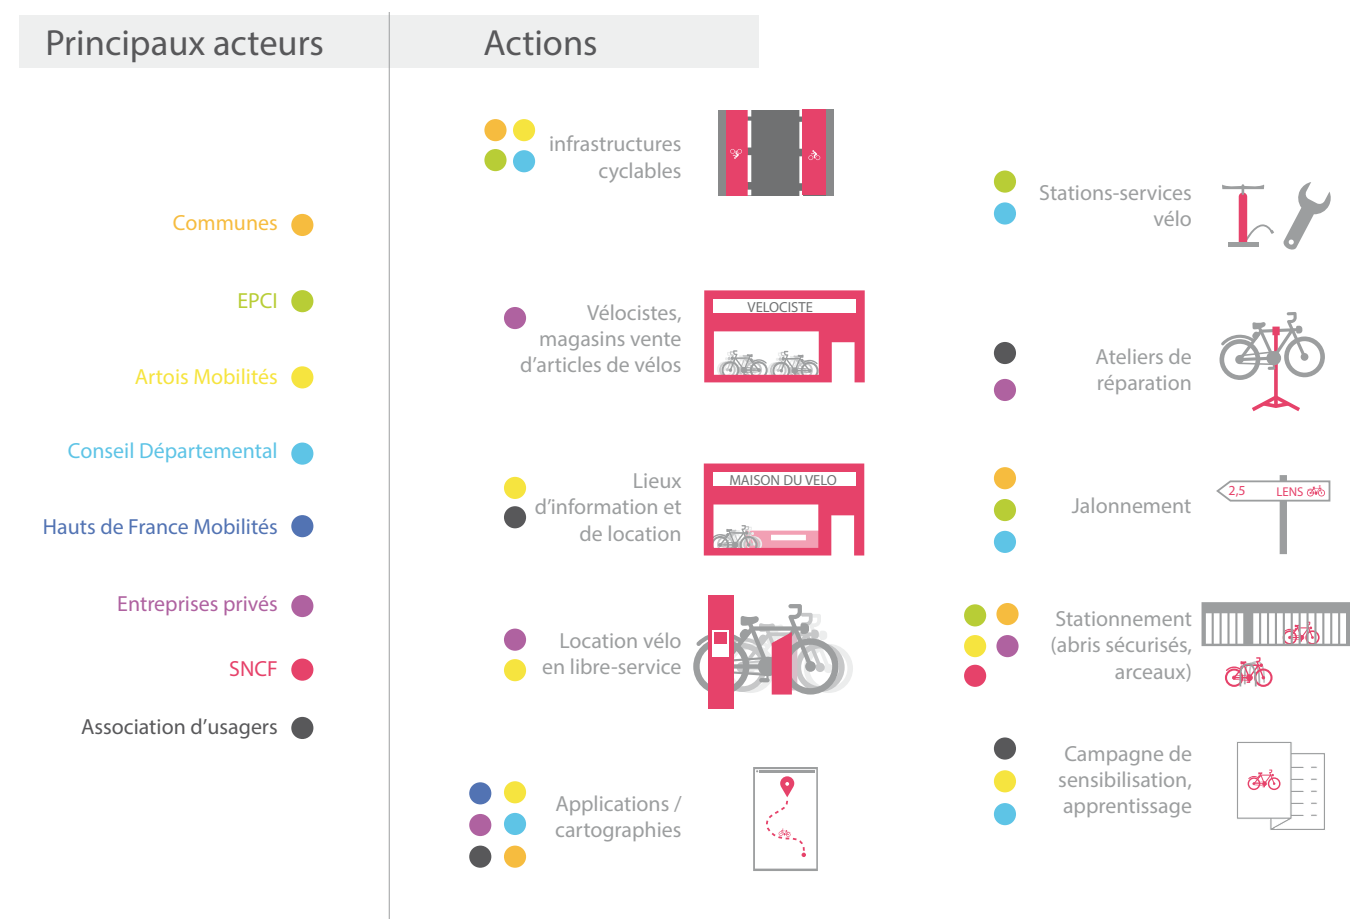 Principaux acteurs
Actions
Communes
EPCI
Artois Mobilités
Conseil Départemental
Hauts de France Mobilités
Entreprises privés
SNCF
Association d'usagers
infrastructures
cyclables
Vélocistes,
magasins vente
d'articles de vélos
VELOCISTE
Lieux
d'information et
de location
MAISON DU VELO
Location vélo
en libre-service
Applications /
cartographies
Stations-services
vélo
Ateliers de
réparation
Jalonnement
2,5 LENS
Stationnement
(abris sécurisés,
arceaux)
Campagne de
sensibilisation,
apprentissage